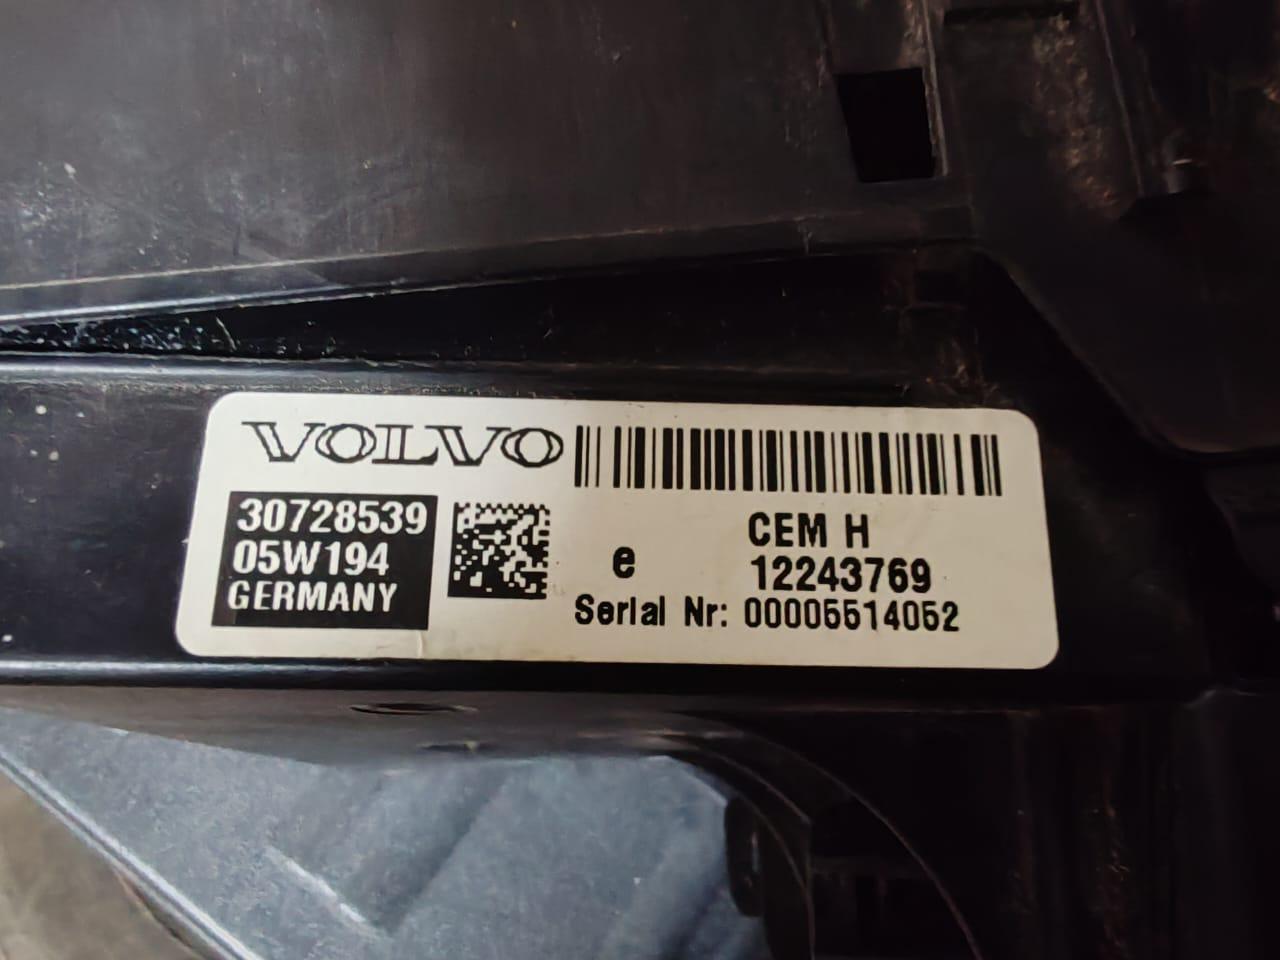 VOLVO
30728539
05W194
GERMANY
CEM H
e 12243769
Serial Nr: 00005514052